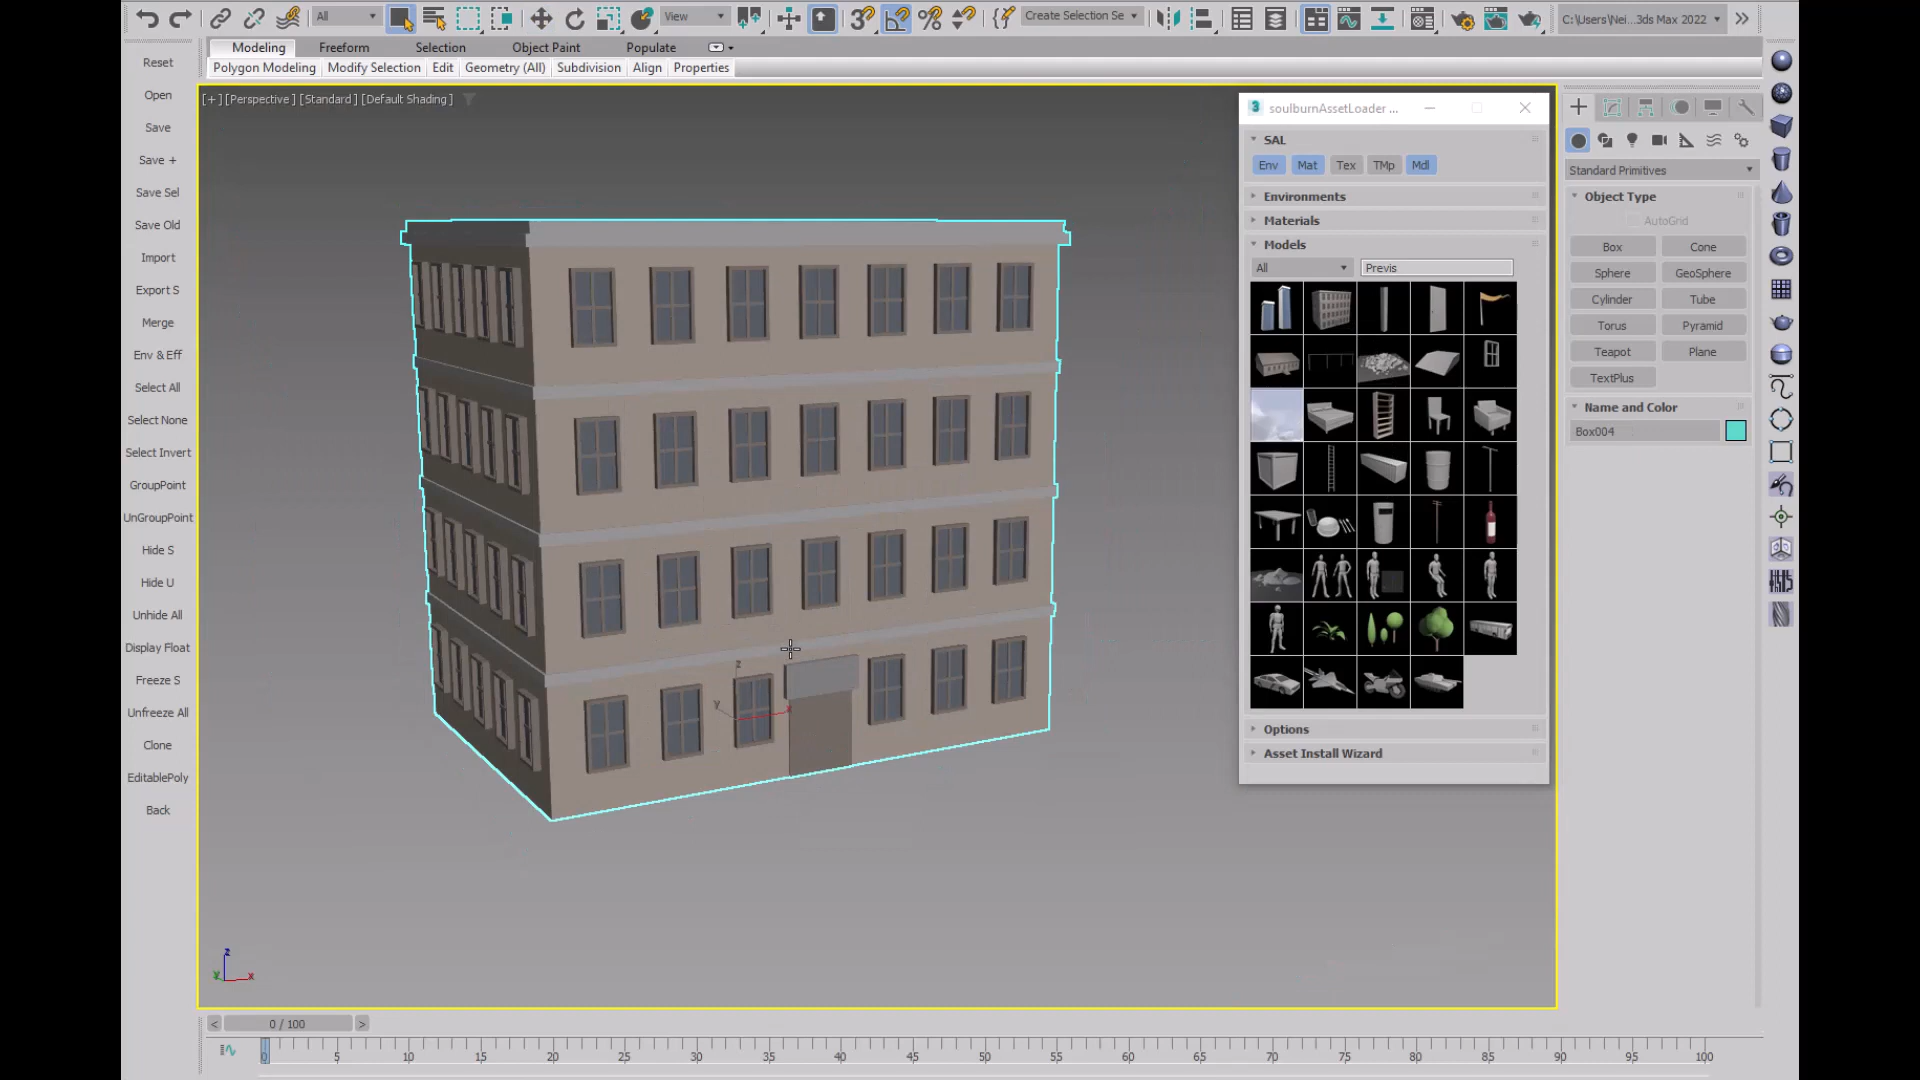 All
View
Create Selection Se
C:\Users\Nei...3ds Max 2022
Modeling
Freeform
Selection
Object Paint
Populate
Polygon Modeling
Modify Selection
Edit
Geometry (All)
Subdivision
Align
Properties
Reset
Open
Save
Save +
Save Sel
Save Old
Import
Export S
Merge
Env & Eff
Select All
Select None
Select Invert
GroupPoint
UnGroupPoint
Hide S
Hide U
Unhide All
Display Float
Freeze S
Unfreeze All
Clone
EditablePoly
Back
[+] [Perspective ] [Standard ] [Default Shading ]
z
y
x
z
y
x
3 soulburnAssetLoader ...
SAL
Env
Mat
Tex
TMp
Mdl
Environments
Materials
Models
All
Previs
Options
Asset Install Wizard
Standard Primitives
Object Type
AutoGrid
Box
Cone
Sphere
GeoSphere
Cylinder
Tube
Torus
Pyramid
Teapot
Plane
TextPlus
Name and Color
Box004
< 0 / 100 >
0 5 10 15 20 25 30 35 40 45 50 55 60 65 70 75 80 85 90 95 100